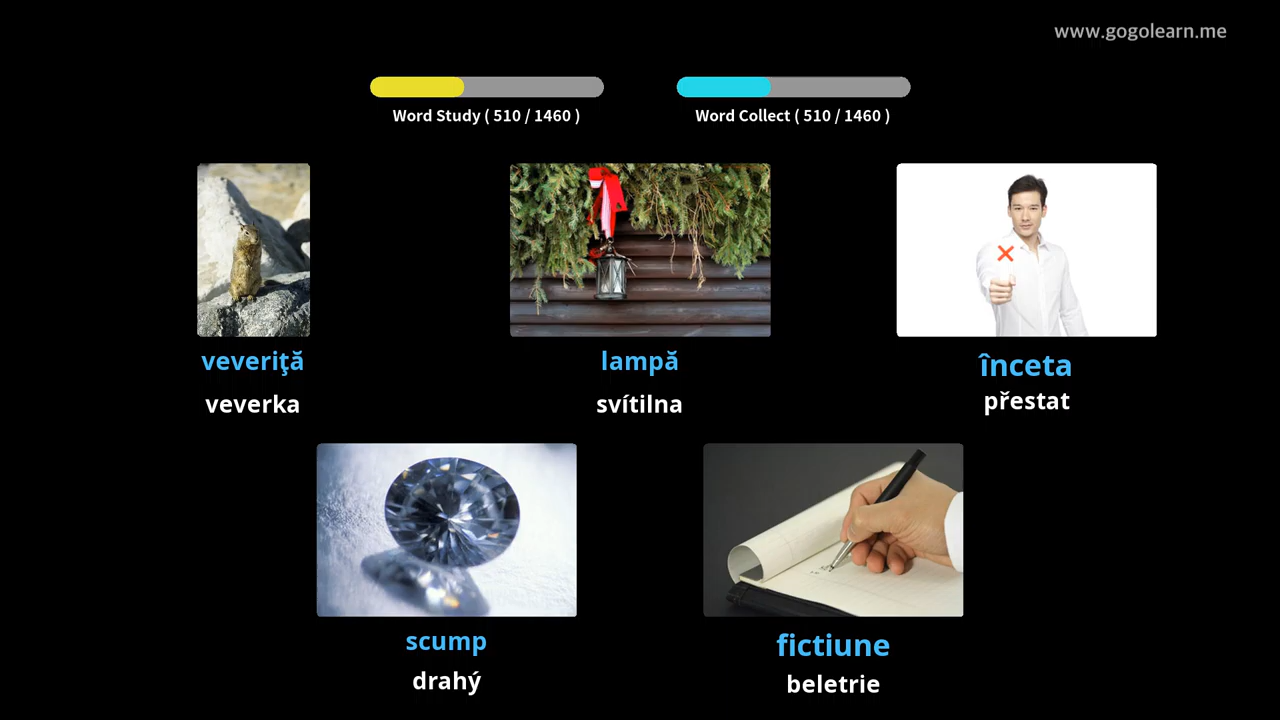 www.gogolearn.me
Word Study ( 510 / 1460 )
Word Collect ( 510 / 1460 )
veveriţă
veverka
lampă
svítilna
înceta
přestat
scump
drahý
fictiune
beletrie